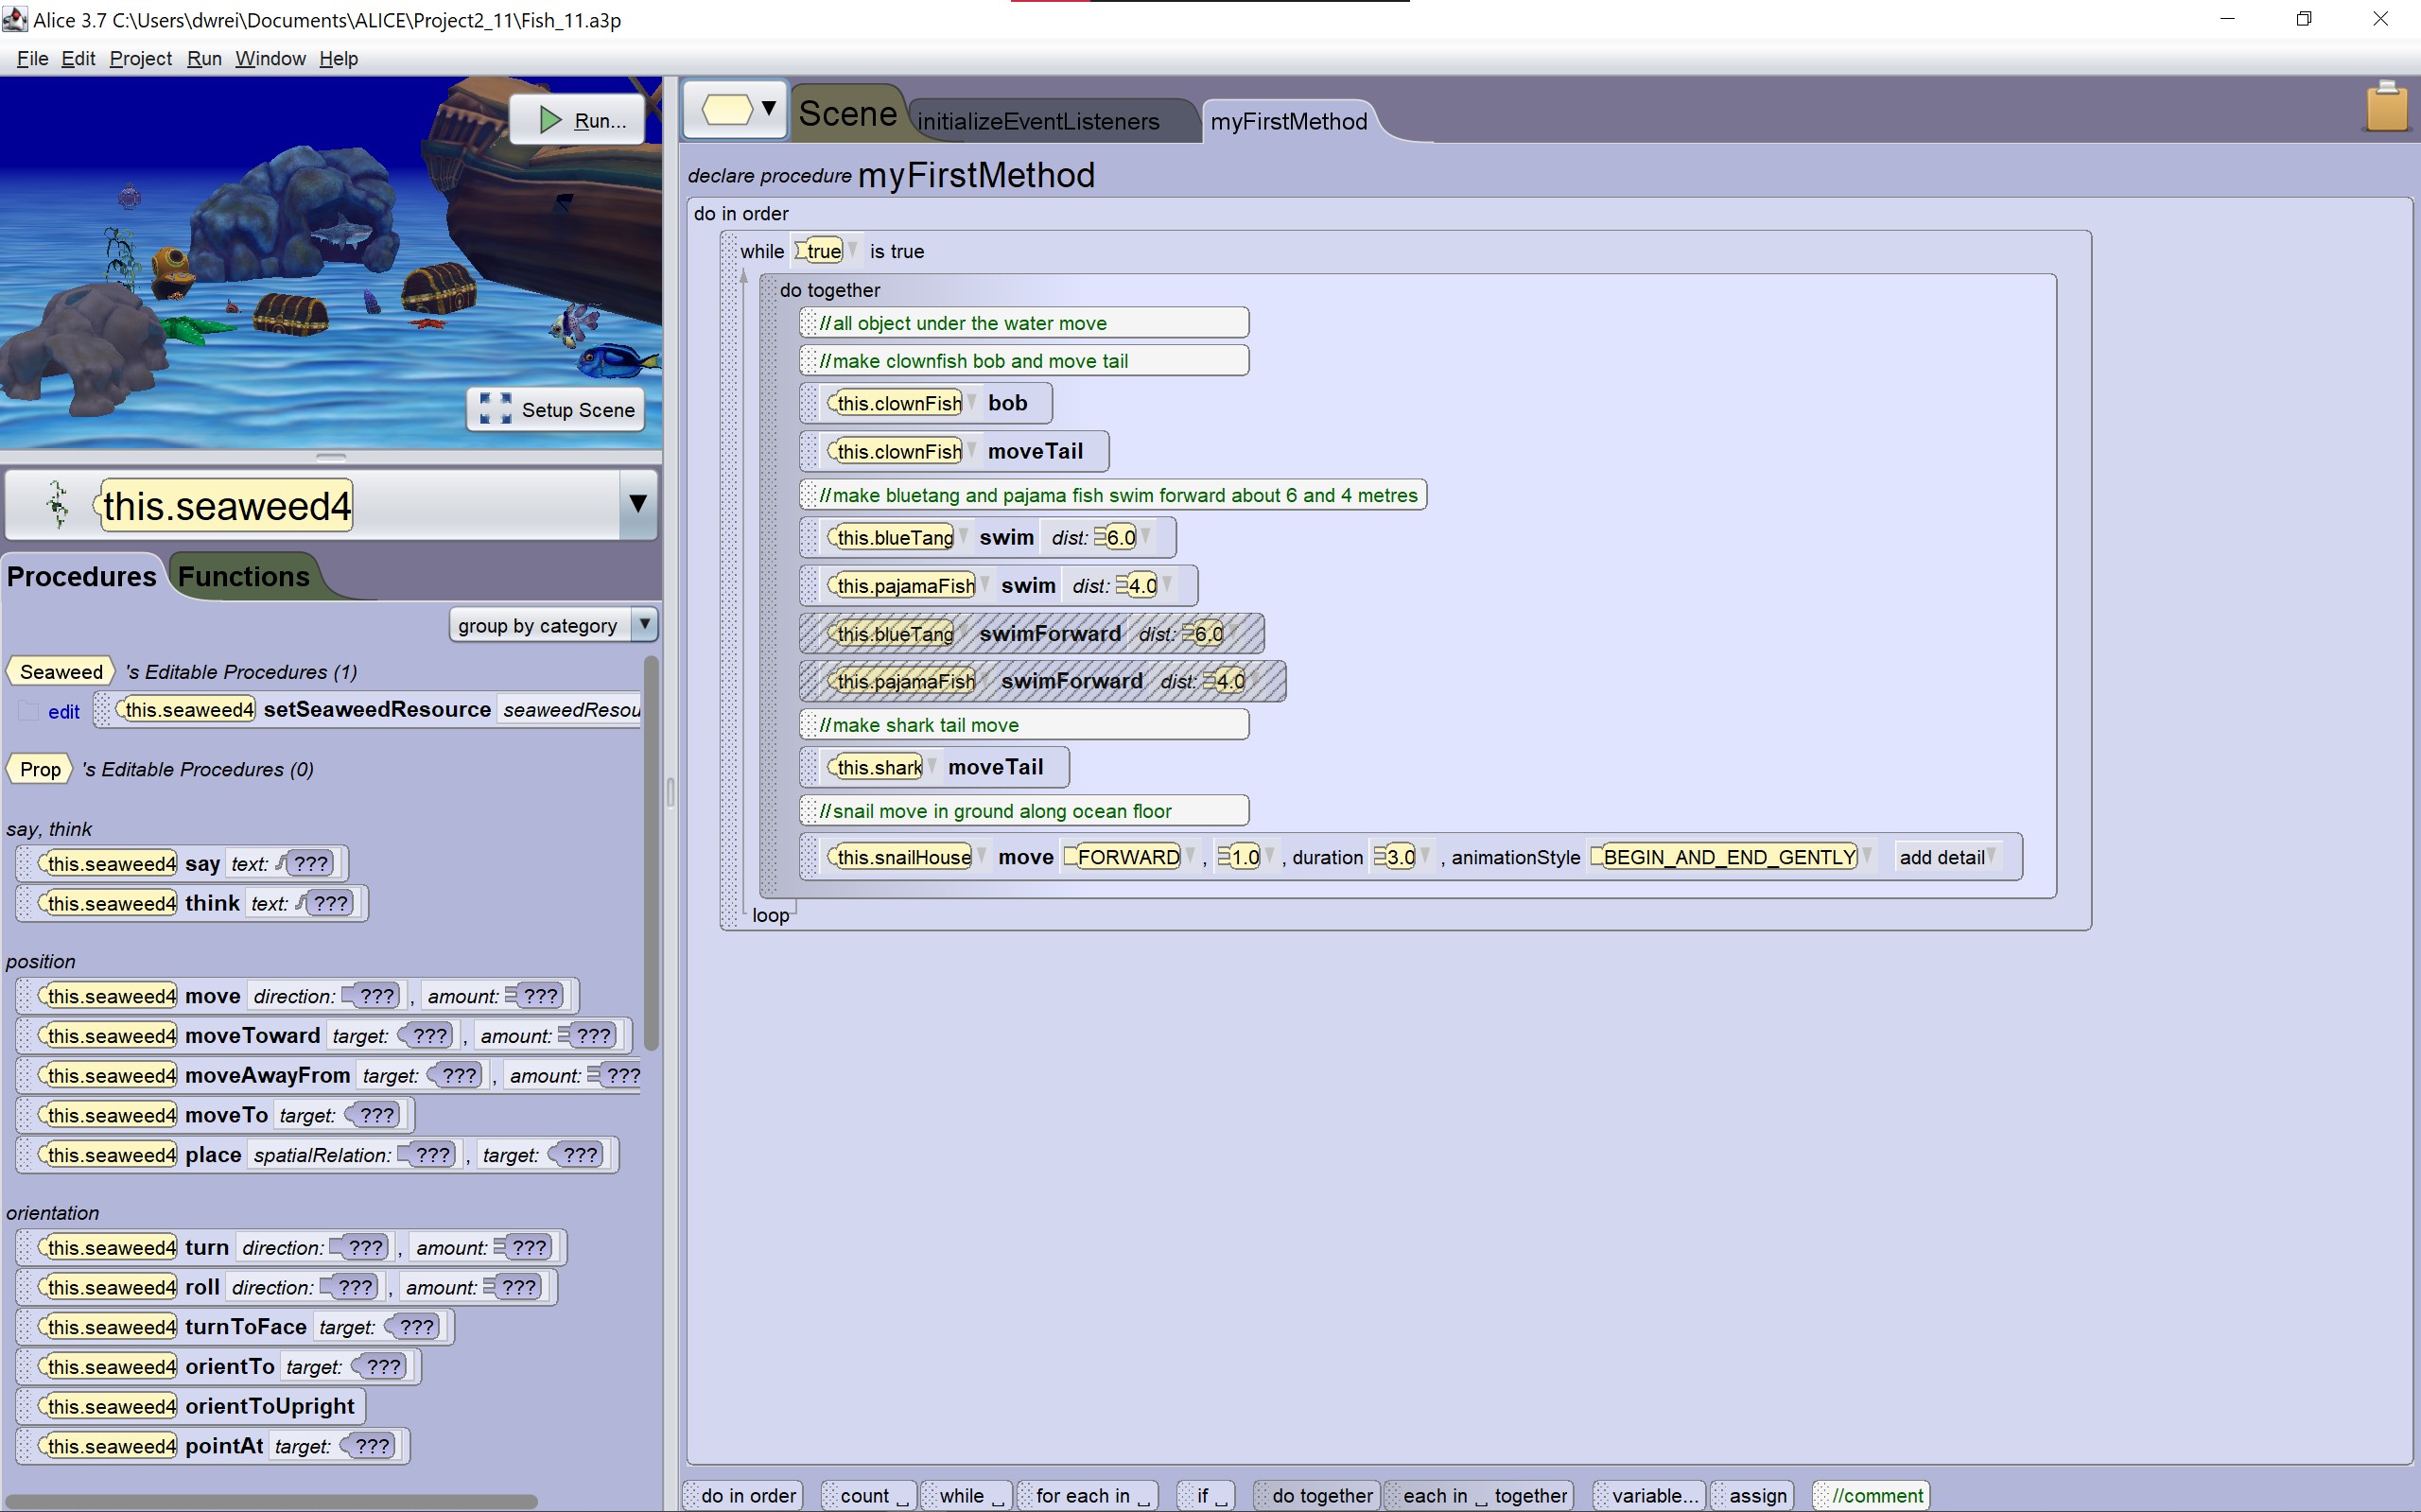 Alice 3.7 C:\Users\dwrei\Documents\ALICE\Project2_11\Fish_11.a3p
File Edit Project Run Window Help
Run...
Setup Scene
this.seaweed4
Procedures Functions
group by category
Seaweed 's Editable Procedures (1)
edit this.seaweed4 setSeaweedResource seaweedResou
Prop 's Editable Procedures (0)
say, think
this.seaweed4 say text: ???
this.seaweed4 think text: ???
position
this.seaweed4 move direction: ??? , amount: ???
this.seaweed4 moveToward target: ??? , amount: ???
this.seaweed4 moveAwayFrom target: ??? , amount: ???
this.seaweed4 moveTo target: ???
this.seaweed4 place spatialRelation: ??? , target: ???
orientation
this.seaweed4 turn direction: ??? , amount: ???
this.seaweed4 roll direction: ??? , amount: ???
this.seaweed4 turnToFace target: ???
this.seaweed4 orientTo target: ???
this.seaweed4 orientToUpright
this.seaweed4 pointAt target: ???
Scene initializeEventListeners myFirstMethod
declare procedure myFirstMethod
do in order
while true is true
do together
//all object under the water move
//make clownfish bob and move tail
this.clownFish bob
this.clownFish moveTail
//make bluetang and pajama fish swim forward about 6 and 4 metres
this.blueTang swim dist: 6.0
this.pajamaFish swim dist: 4.0
this.blueTang swimForward dist: 6.0
this.pajamaFish swimForward dist: 4.0
//make shark tail move
this.shark moveTail
//snail move in ground along ocean floor
this.snailHouse move FORWARD , 1.0 , duration 3.0 , animationStyle BEGIN_AND_END_GENTLY add detail
loop
do in order count ⎵ while ⎵ for each in ⎵ if ⎵ do together each in ⎵ together variable... assign //comment